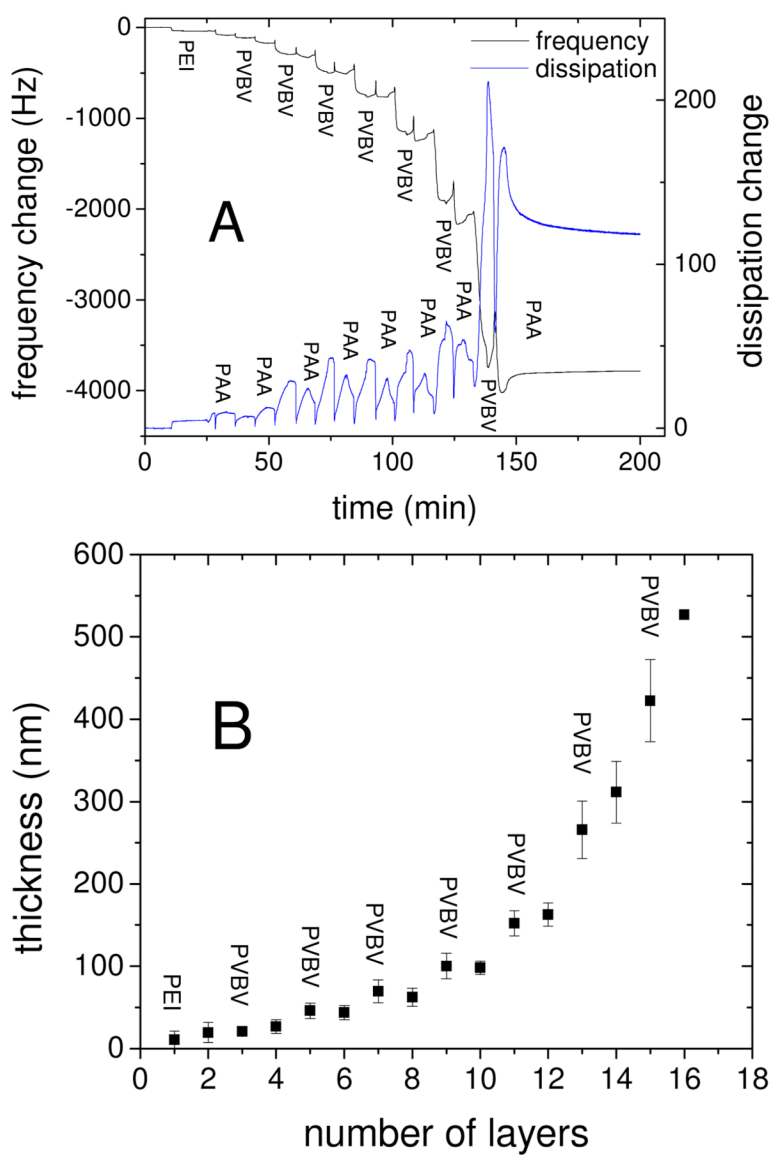 frequency
dissipation
PEI
PVBV
PVBV
PVBV
PVBV
PVBV
PVBV
PVBV
PAA
PAA
PAA
PAA
PAA
PAA
PAA
PAA
A
0
-1000
-2000
-3000
-4000
frequency change (Hz)
200
100
0
dissipation change
0 50 100 150 200
time (min)
600
500
400
300
200
100
0
thickness (nm)
B
PEI
PVBV
PVBV
PVBV
PVBV
PVBV
PVBV
PVBV
0 2 4 6 8 10 12 14 16 18
number of layers